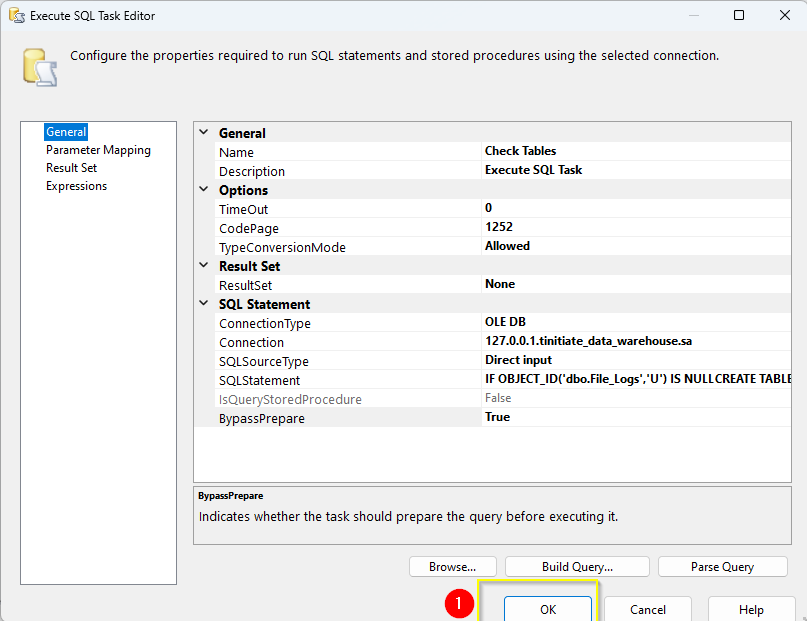 Execute SQL Task Editor
Configure the properties required to run SQL statements and stored procedures using the selected connection.
General
Parameter Mapping
Result Set
Expressions
General
Name Check Tables
Description Execute SQL Task
Options
TimeOut 0
CodePage 1252
TypeConversionMode Allowed
Result Set
ResultSet None
SQL Statement
ConnectionType OLE DB
Connection 127.0.0.1.tinitiate_data_warehouse.sa
SQLSourceType Direct input
SQLStatement IF OBJECT_ID('dbo.File_Logs','U') IS NULLCREATE TABLE
IsQueryStoredProcedure False
BypassPrepare True
BypassPrepare
Indicates whether the task should prepare the query before executing it.
Browse... Build Query... Parse Query
1 OK Cancel Help